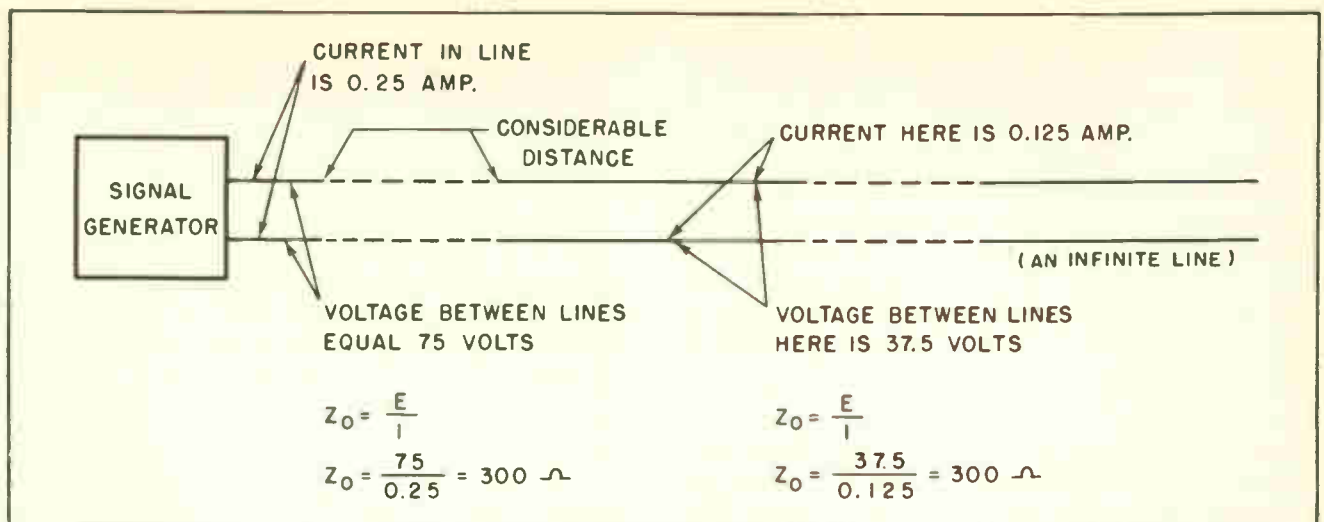 CURRENT IN LINE
IS 0.25 AMP.
CONSIDERABLE
DISTANCE
CURRENT HERE IS 0.125 AMP.
SIGNAL
GENERATOR
(AN INFINITE LINE)
VOLTAGE BETWEEN LINES
EQUAL 75 VOLTS
VOLTAGE BETWEEN LINES
HERE IS 37.5 VOLTS
Z₀ = E/I
Z₀ = 75/0.25 = 300 Ω
Z₀ = E/I
Z₀ = 37.5/0.125 = 300 Ω